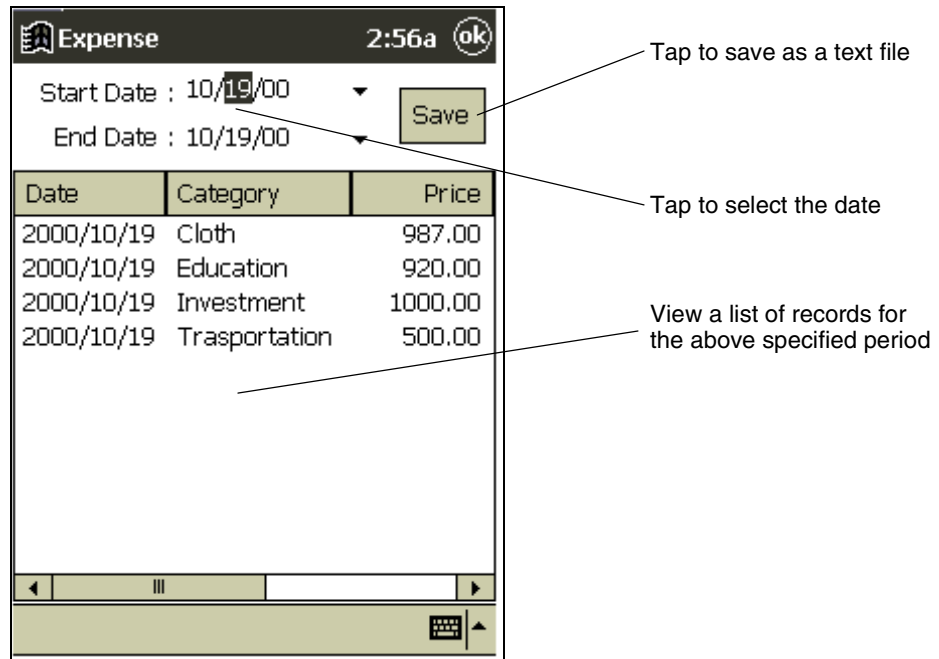 Expense 2:56a ok
Start Date : 10/19/00
End Date : 10/19/00
Save
Date Category Price
2000/10/19 Cloth 987.00
2000/10/19 Education 920.00
2000/10/19 Investment 1000.00
2000/10/19 Trasportation 500.00
Tap to save as a text file
Tap to select the date
View a list of records for
the above specified period